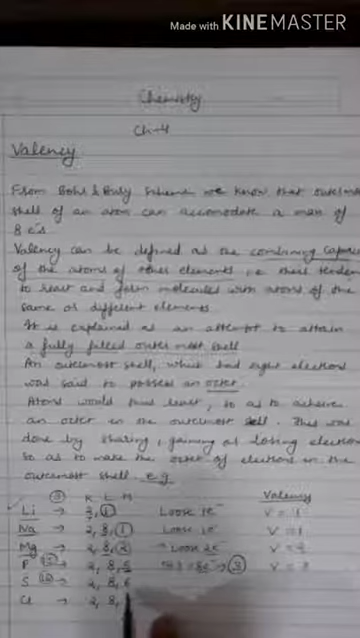 Made with KINEMASTER
Chemistry
Ch-4
Valency
From Bohr & Bury Scheme we know that outermost
shell of an atom can accomodate a max of
8 e's
Valency can be defined as the combining capac
of the atoms of other elements, i.e their tenden
to react and form molecules with atoms of the
same or different elements
It is explained as an attempt to attain
a fully filled outer most shell
An outermost shell, which had eight electrons
was said to possess an octet
Atoms would thus react, so as to achieve
an octet in the outermost shell. This was
done by sharing, gaining or losing electron
so as to make the octet of electrons in the
outermost shell. e.g
K L M Valency
Li → 2, 1 Loose 1e⁻ V = 1
Na → 2, 8, 1 Loose 1e⁻ V = 1
Mg → 2, 8, 2 Loose 2e⁻ V = 2
P → 2, 8, 5 V = 3
S → 2, 8, 6
Cl → 2, 8,